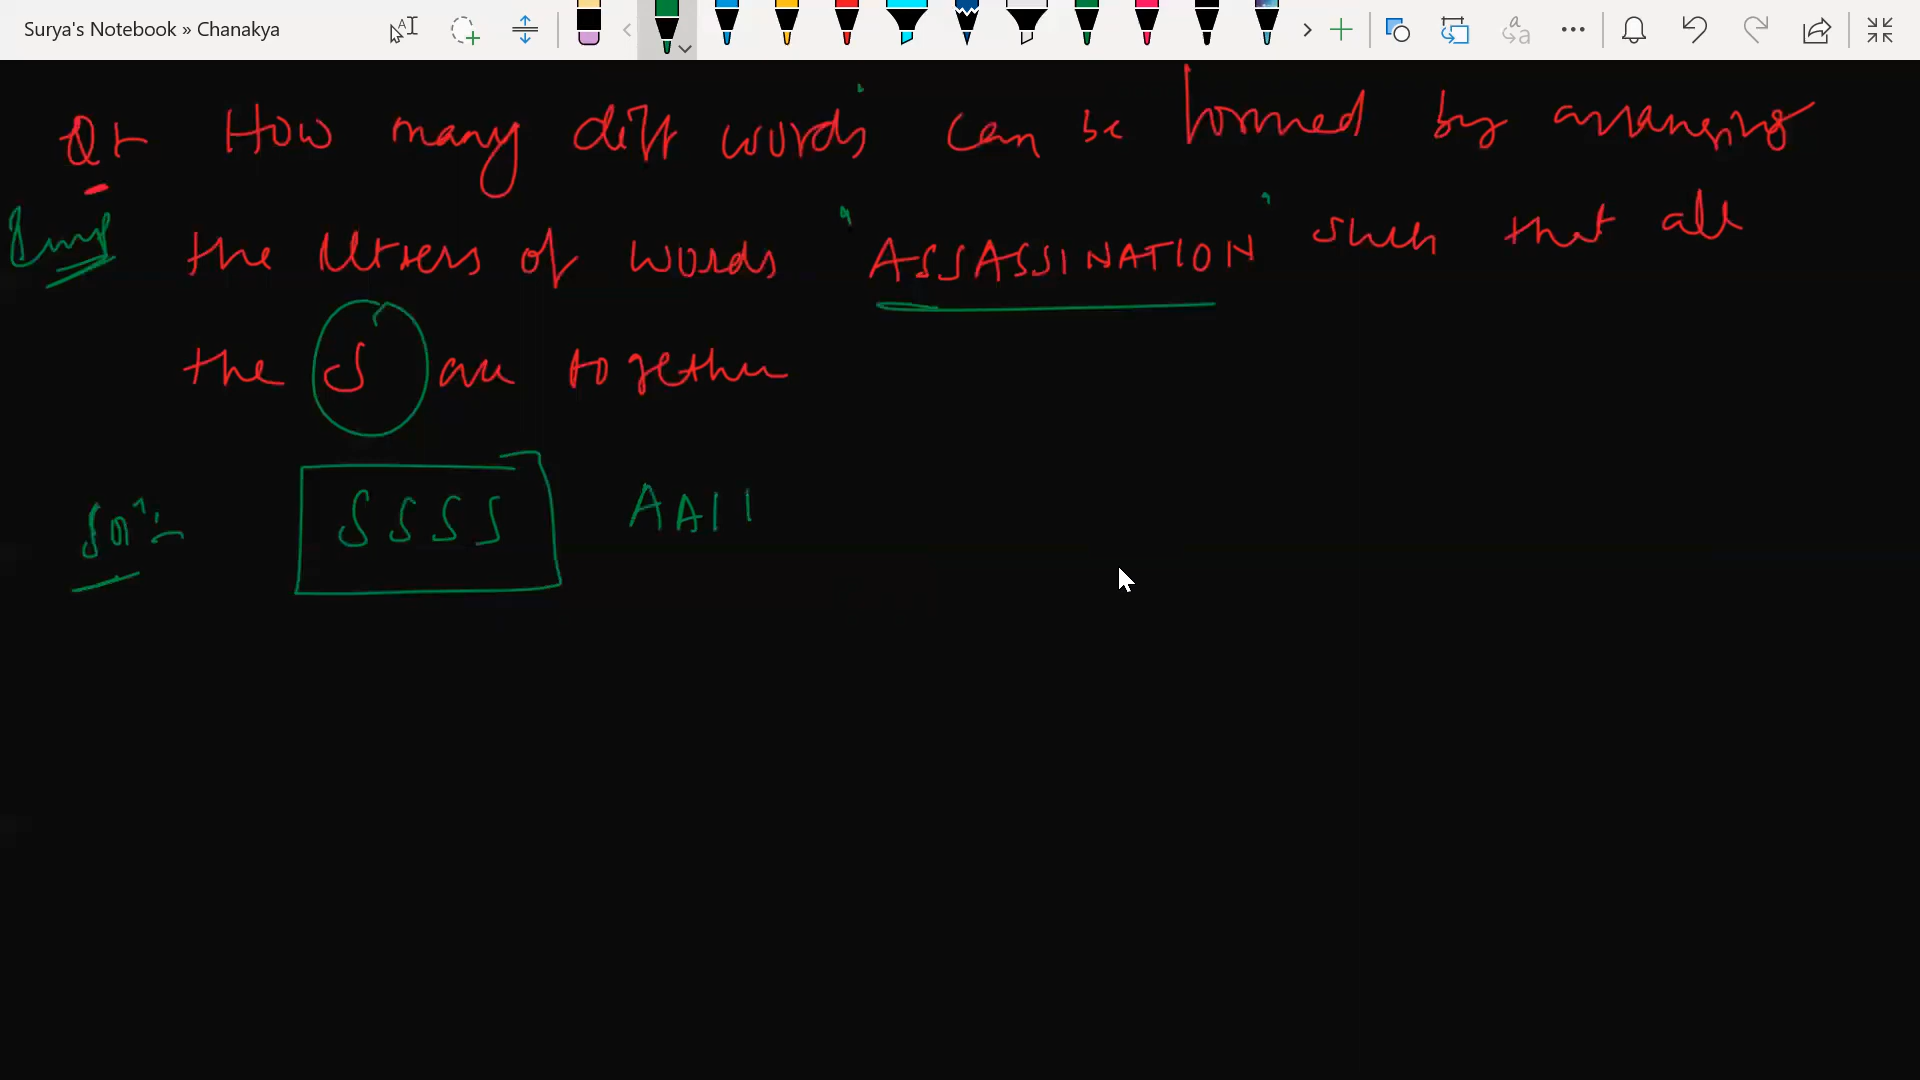 Surya's Notebook » Chanakya
Q:- How many diff words can be formed by arranging
Imp the letters of words "ASSASSINATION" such that all
the S are together
Sol^n:- SSSS AAII